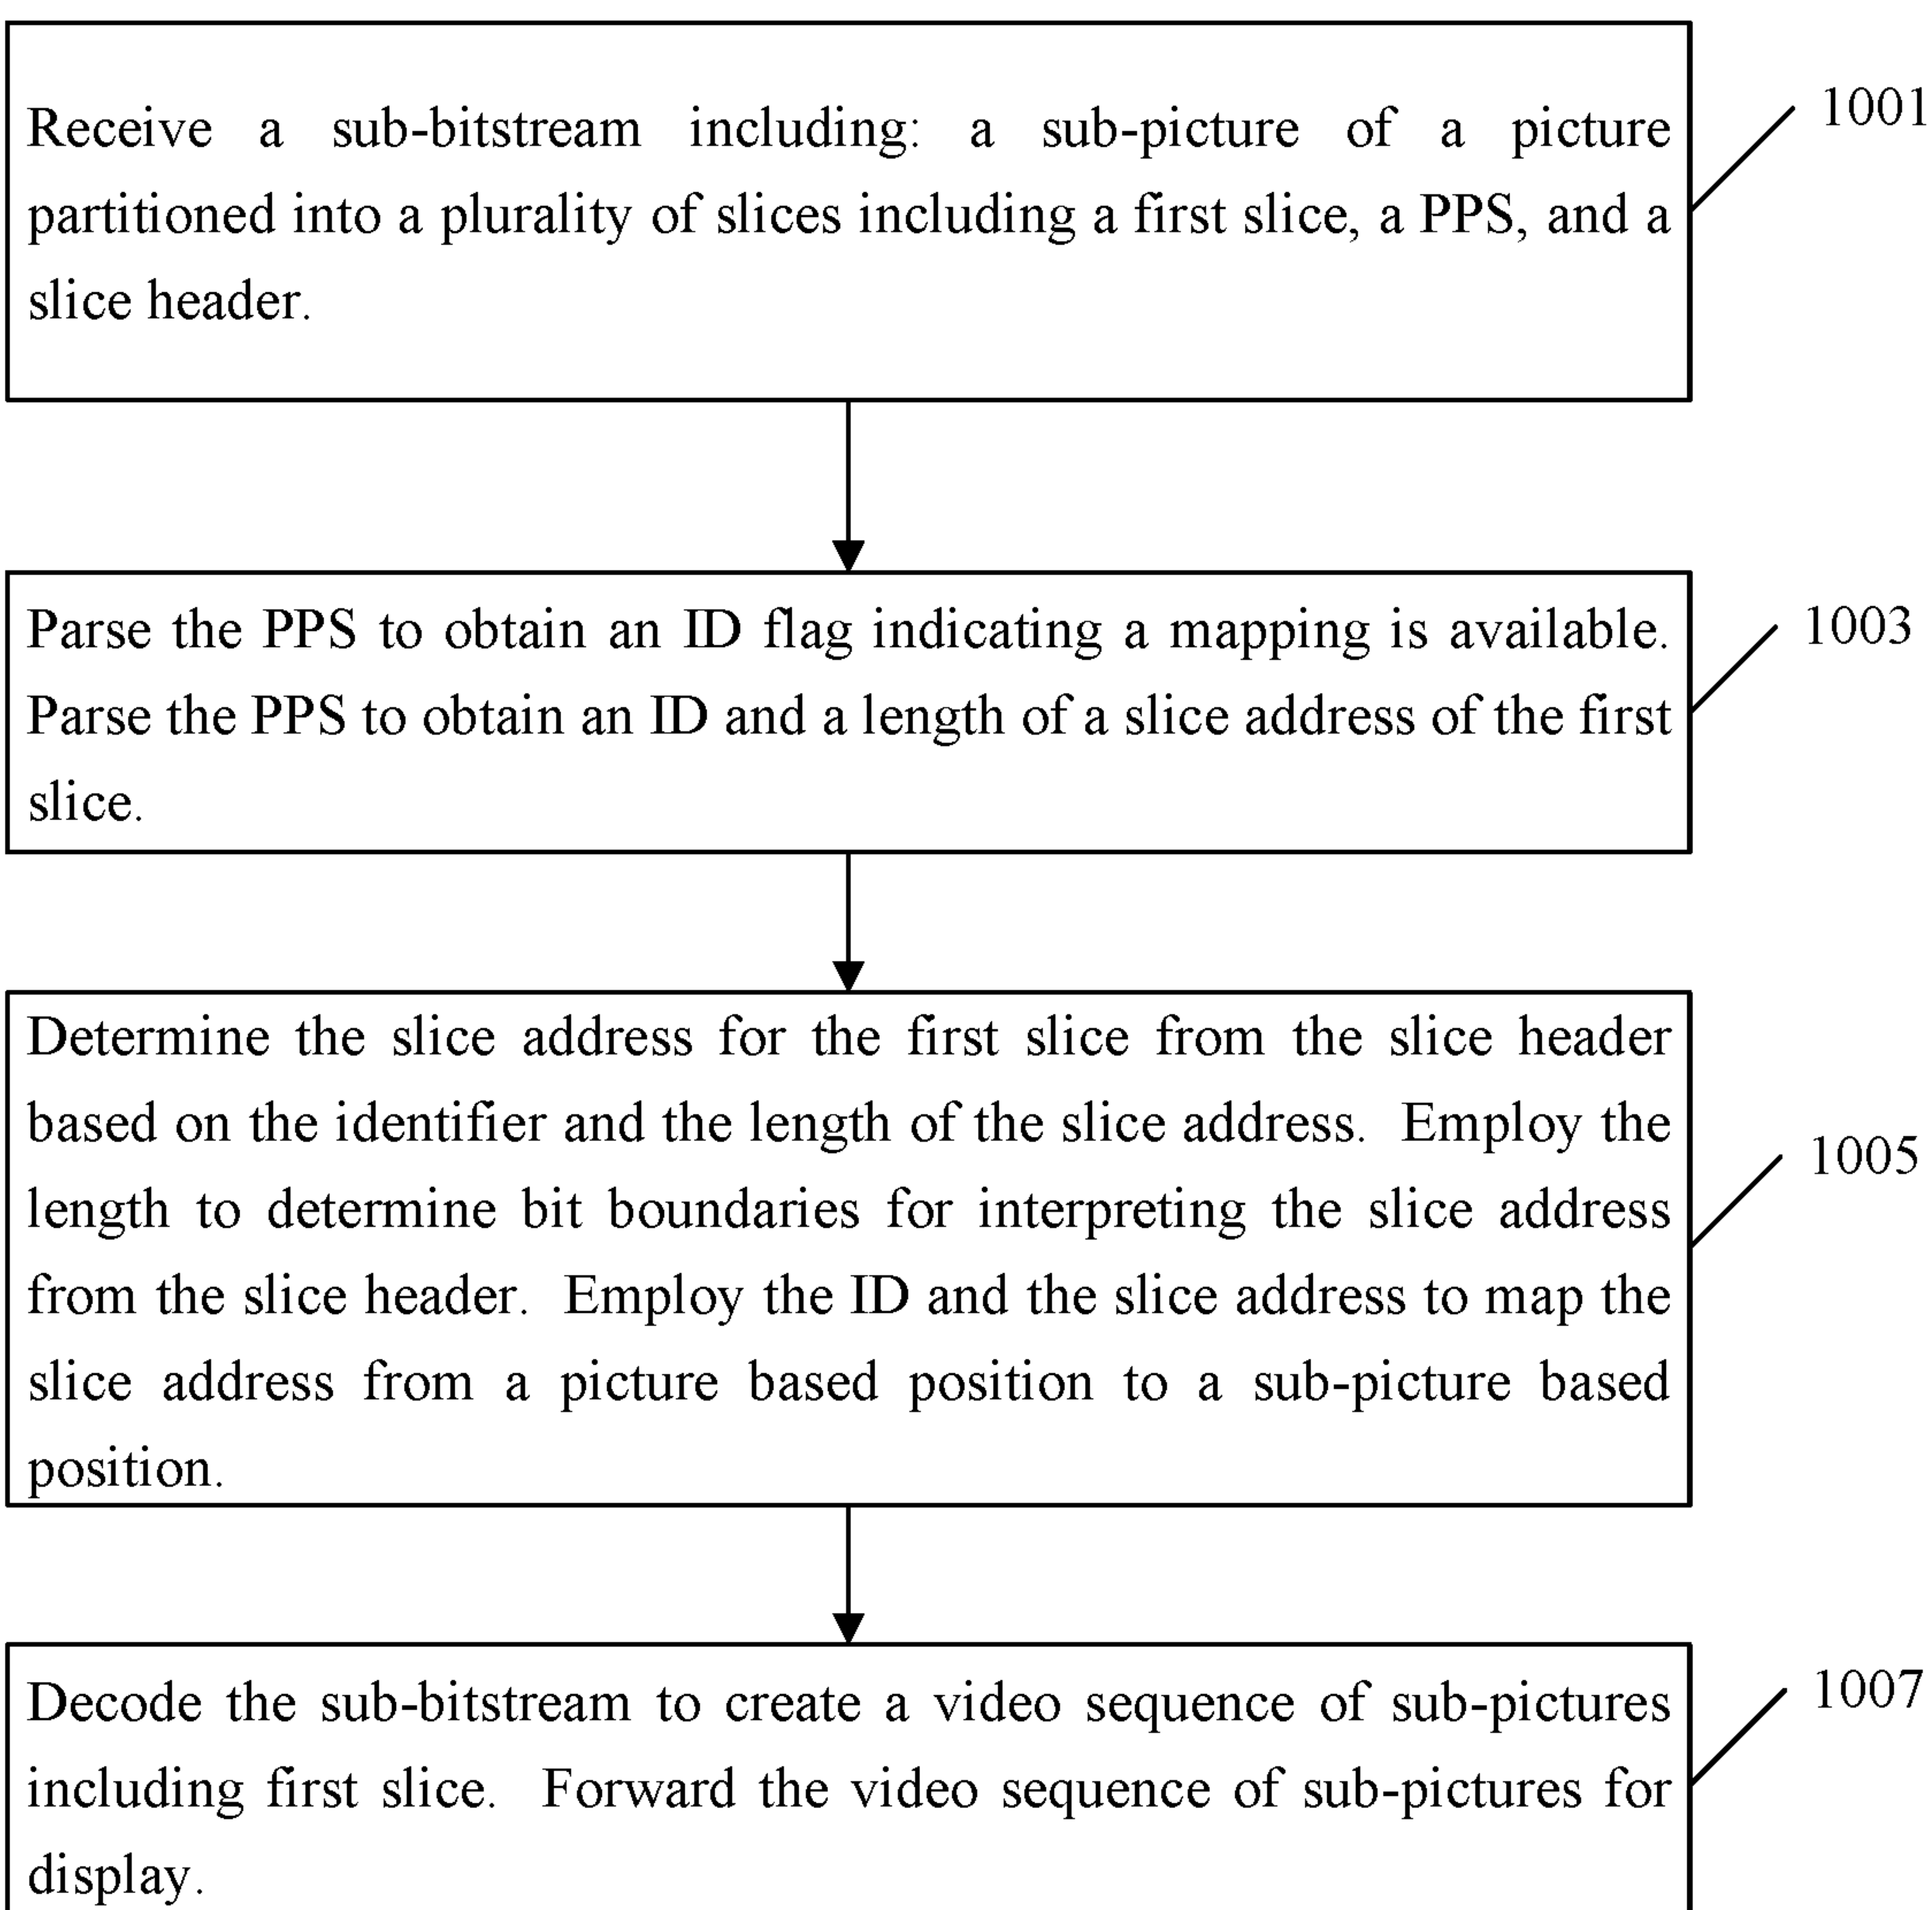 Receive a sub-bitstream including: a sub-picture of a picture
partitioned into a plurality of slices including a first slice, a PPS, and a
slice header.
1001
Parse the PPS to obtain an ID flag indicating a mapping is available.
Parse the PPS to obtain an ID and a length of a slice address of the first
slice.
1003
Determine the slice address for the first slice from the slice header
based on the identifier and the length of the slice address. Employ the
length to determine bit boundaries for interpreting the slice address
from the slice header. Employ the ID and the slice address to map the
slice address from a picture based position to a sub-picture based
position.
1005
Decode the sub-bitstream to create a video sequence of sub-pictures
including first slice. Forward the video sequence of sub-pictures for
display.
1007